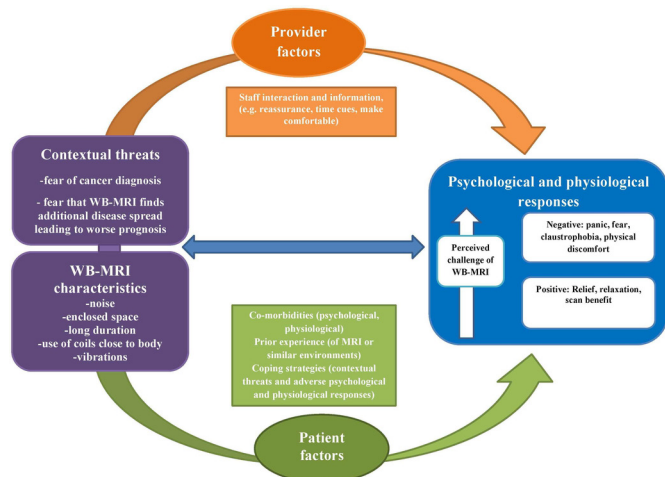 Provider
factors
Staff interaction and information,
(e.g. reassurance, time cues, make
comfortable)
Contextual threats
-fear of cancer diagnosis
- fear that WB-MRI finds
additional disease spread
leading to worse prognosis
WB-MRI
characteristics
-noise
-enclosed space
-long duration
-use of coils close to body
-vibrations
Psychological and physiological
responses
Perceived
challenge of
WB-MRI
Negative: panic, fear,
claustrophobia, physical
discomfort
Positive: Relief, relaxation,
scan benefit
Co-morbidities (psychological,
physiological)
Prior experience (of MRI or
similar environments)
Coping strategies (contextual
threats and adverse psychological
and physiological responses)
Patient
factors